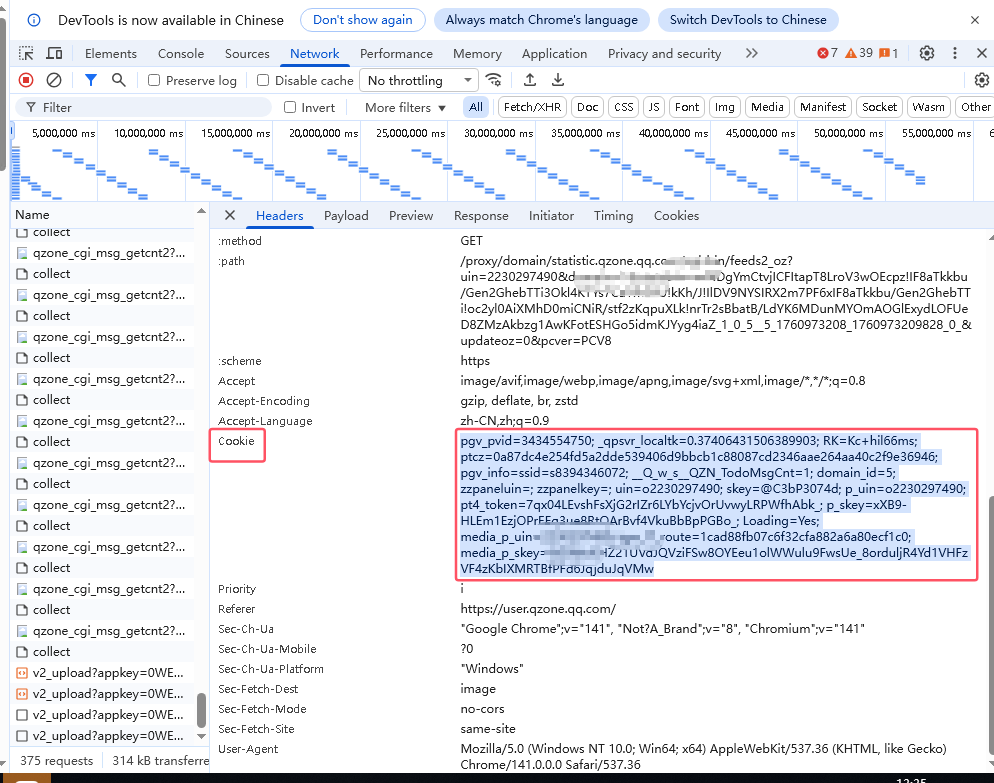 DevTools is now available in Chinese
Don't show again
Always match Chrome's language
Switch DevTools to Chinese
Elements Console Sources Network Performance Memory Application Privacy and security
7 39 1
Preserve log Disable cache No throttling
Filter Invert More filters All Fetch/XHR Doc CSS JS Font Img Media Manifest Socket Wasm Other
5,000,000 ms 10,000,000 ms 15,000,000 ms 20,000,000 ms 25,000,000 ms 30,000,000 ms 35,000,000 ms 40,000,000 ms 45,000,000 ms 50,000,000 ms 55,000,000 ms 6
Name
collect
qzone_cgi_msg_getcnt2?...
collect
qzone_cgi_msg_getcnt2?...
collect
qzone_cgi_msg_getcnt2?...
collect
qzone_cgi_msg_getcnt2?...
collect
qzone_cgi_msg_getcnt2?...
collect
qzone_cgi_msg_getcnt2?...
collect
qzone_cgi_msg_getcnt2?...
collect
qzone_cgi_msg_getcnt2?...
collect
qzone_cgi_msg_getcnt2?...
collect
qzone_cgi_msg_getcnt2?...
collect
v2_upload?appkey=0WE...
v2_upload?appkey=0WE...
v2_upload?appkey=0WE...
v2_upload?appkey=0WE...
375 requests 314 kB transferre
Headers Payload Preview Response Initiator Timing Cookies
:method GET
:path /proxy/domain/statistic.qzone.qq.co /feeds2_oz?
uin=2230297490&d DgYmCtvjICFItapT8LroV3wOEcpz!IF8aTkkbu
/Gen2GhebTTi3Okl4K !kKh/J!IlDV9NYSIRX2m7PF6xIF8aTkkbu/Gen2GhebTT
i!oc2yl0AiXMhD0miCNiR/stf2zKqpuXLk!nrTr2sBbatB/LdYK6MDunMYOmAOGlExydLOFUe
D8ZMzAkbzg1AwKFotESHGo5idmKJYyg4iaZ_1_0_5__5_1760973208_1760973209828_0_&
updateoz=0&pcver=PCV8
:scheme https
Accept image/avif,image/webp,image/apng,image/svg+xml,image/*,*/*;q=0.8
Accept-Encoding gzip, deflate, br, zstd
Accept-Language zh-CN,zh;q=0.9
Cookie pgv_pvid=3434554750; _qpsvr_localtk=0.37406431506389903; RK=Kc+hil66ms;
ptcz=0a87dc4e254fd5a2dde539406d9bbcb1c88087cd2346aae264aa40c2f9e36946;
pgv_info=ssid=s8394346072; __Q_w_s__QZN_TodoMsgCnt=1; domain_id=5;
zzpaneluin=; zzpanelkey=; uin=o2230297490; skey=@C3bP3074d; p_uin=o2230297490;
pt4_token=7qx04LEvshFsXjG2rIZr6LYbYcjvOrUvwyLRPWfhAbk_; p_skey=xXB9-
HLEm1EzjOPrFEq3ue8RtOArBvf4VkuBbBpPGBo_; Loading=Yes;
media_p_uin= route=1cad88fb07c6f32cfa882a6a80ecf1c0;
media_p_skey= HZ21UVdJQVziFSw8OYEeu1olWWulu9FwsUe_8orduljR4Yd1VHFz
VF4zKbIXMRTBfPFd6JqjduJqVMw
Priority i
Referer https://user.qzone.qq.com/
Sec-Ch-Ua "Google Chrome";v="141", "Not?A_Brand";v="8", "Chromium";v="141"
Sec-Ch-Ua-Mobile ?0
Sec-Ch-Ua-Platform "Windows"
Sec-Fetch-Dest image
Sec-Fetch-Mode no-cors
Sec-Fetch-Site same-site
User-Agent Mozilla/5.0 (Windows NT 10.0; Win64; x64) AppleWebKit/537.36 (KHTML, like Gecko)
Chrome/141.0.0.0 Safari/537.36